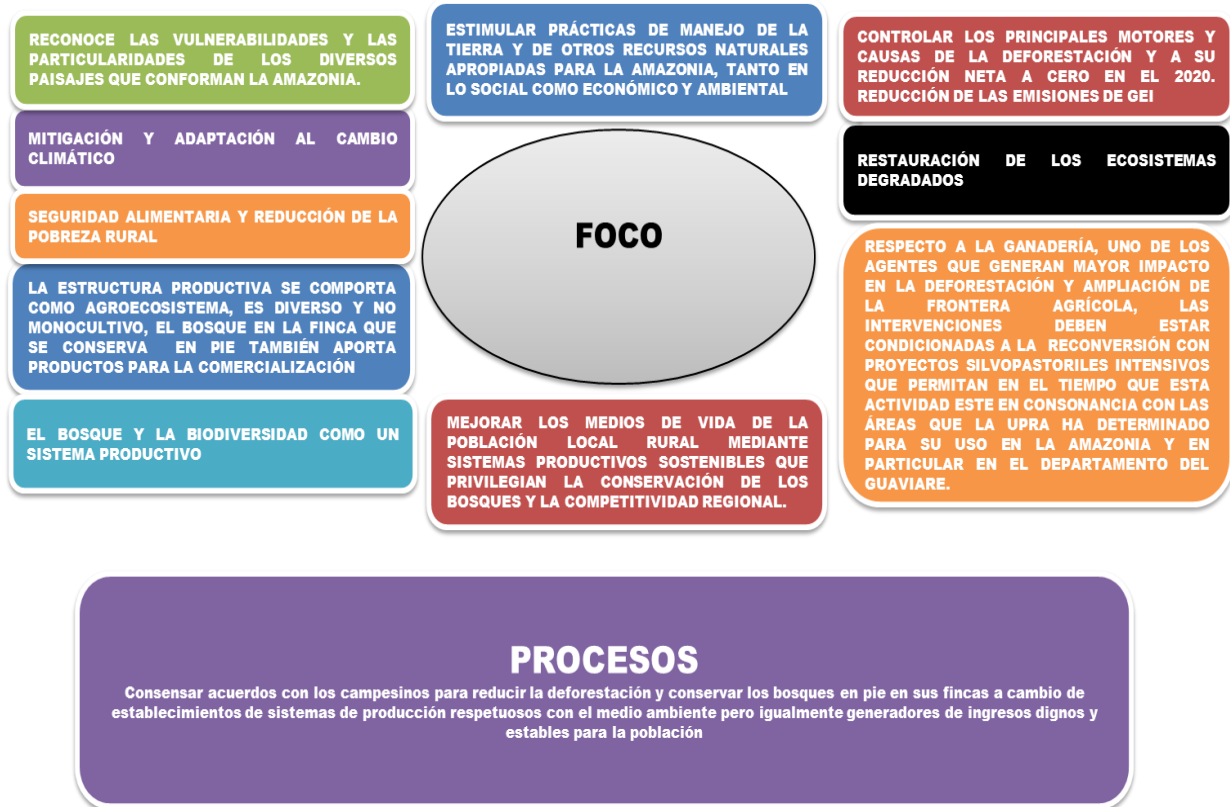 RECONOCE LAS VULNERABILIDADES Y LAS
PARTICULARIDADES DE LOS DIVERSOS
PAISAJES QUE CONFORMAN LA AMAZONIA.
MITIGACIÓN Y ADAPTACIÓN AL CAMBIO
CLIMÁTICO
SEGURIDAD ALIMENTARIA Y REDUCCIÓN DE LA
POBREZA RURAL
LA ESTRUCTURA PRODUCTIVA SE COMPORTA
COMO AGROECOSISTEMA, ES DIVERSO Y NO
MONOCULTIVO, EL BOSQUE EN LA FINCA QUE
SE CONSERVA EN PIE TAMBIÉN APORTA
PRODUCTOS PARA LA COMERCIALIZACIÓN
EL BOSQUE Y LA BIODIVERSIDAD COMO UN
SISTEMA PRODUCTIVO
ESTIMULAR PRÁCTICAS DE MANEJO DE LA
TIERRA Y DE OTROS RECURSOS NATURALES
APROPIADAS PARA LA AMAZONIA, TANTO EN
LO SOCIAL COMO ECONÓMICO Y AMBIENTAL
FOCO
MEJORAR LOS MEDIOS DE VIDA DE LA
POBLACIÓN LOCAL RURAL MEDIANTE
SISTEMAS PRODUCTIVOS SOSTENIBLES QUE
PRIVILEGIAN LA CONSERVACIÓN DE LOS
BOSQUES Y LA COMPETITIVIDAD REGIONAL.
CONTROLAR LOS PRINCIPALES MOTORES Y
CAUSAS DE LA DEFORESTACIÓN Y A SU
REDUCCIÓN NETA A CERO EN EL 2020.
REDUCCIÓN DE LAS EMISIONES DE GEI
RESTAURACIÓN DE LOS ECOSISTEMAS
DEGRADADOS
RESPECTO A LA GANADERÍA, UNO DE LOS
AGENTES QUE GENERAN MAYOR IMPACTO
EN LA DEFORESTACIÓN Y AMPLIACIÓN DE
LA FRONTERA AGRÍCOLA, LAS
INTERVENCIONES DEBEN ESTAR
CONDICIONADAS A LA RECONVERSIÓN CON
PROYECTOS SILVOPASTORILES INTENSIVOS
QUE PERMITAN EN EL TIEMPO QUE ESTA
ACTIVIDAD ESTE EN CONSONANCIA CON LAS
ÁREAS QUE LA UPRA HA DETERMINADO
PARA SU USO EN LA AMAZONIA Y EN
PARTICULAR EN EL DEPARTAMENTO DEL
GUAVIARE.
PROCESOS
Consensar acuerdos con los campesinos para reducir la deforestación y conservar los bosques en pie en sus fincas a cambio de
establecimientos de sistemas de producción respetuosos con el medio ambiente pero igualmente generadores de ingresos dignos y
estables para la población